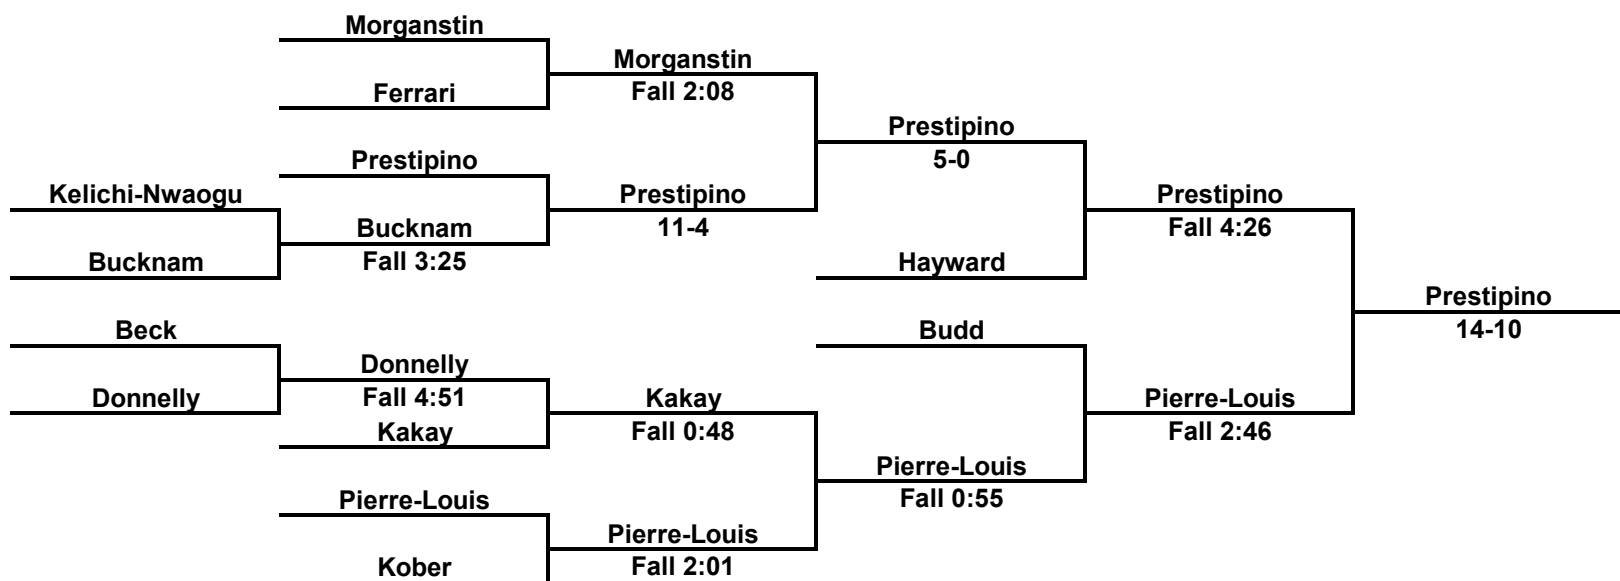 Morganstin
Morganstin
Ferrari
Fall 2:08
Prestipino
Prestipino
5-0
Kelichi-Nwaogu
Prestipino
Prestipino
Bucknam
11-4
Fall 4:26
Bucknam
Fall 3:25
Hayward
Prestipino
Beck
Budd
14-10
Donnelly
Donnelly
Fall 4:51
Kakay
Pierre-Louis
Kakay
Fall 0:48
Fall 2:46
Pierre-Louis
Pierre-Louis
Fall 0:55
Pierre-Louis
Kober
Fall 2:01